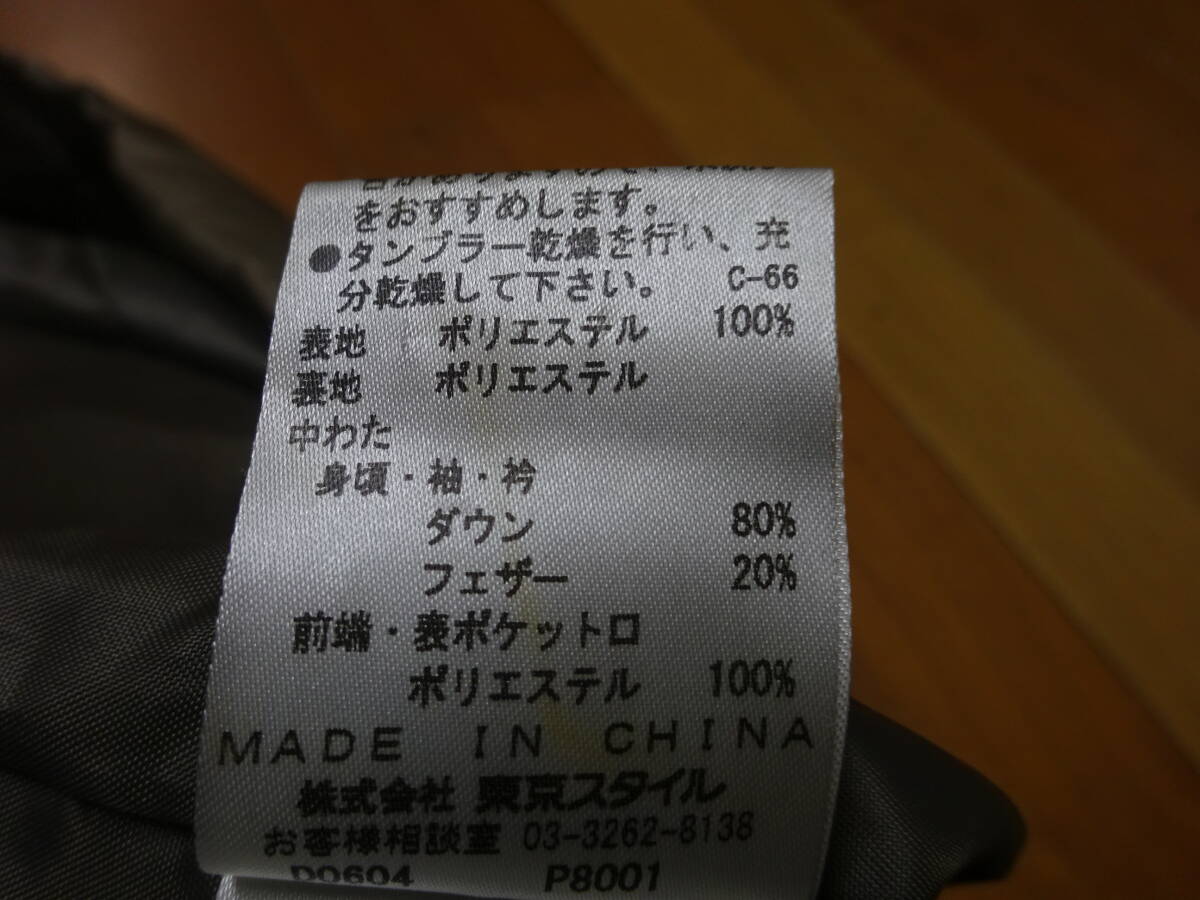 をおすすめします。
●タンブラー乾燥を行い、充
分乾燥して下さい。 C-66
表地 ポリエステル 100%
裏地 ポリエステル
中わた
身頃・袖・衿
ダウン 80%
フェザー 20%
前端・表ポケット口
ポリエステル 100%
MADE IN CHINA
株式会社 東京スタイル
お客様相談室 03-3262-8138
D0604 P8001